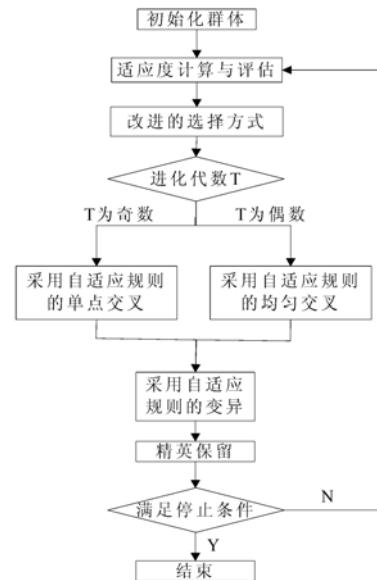 初始化群体
适应度计算与评估
改进的选择方式
进化代数T
T为奇数
T为偶数
采用自适应规则
的单点交叉
采用自适应规则
的均匀交叉
采用自适应
规则的变异
精英保留
满足停止条件
N
Y
结束